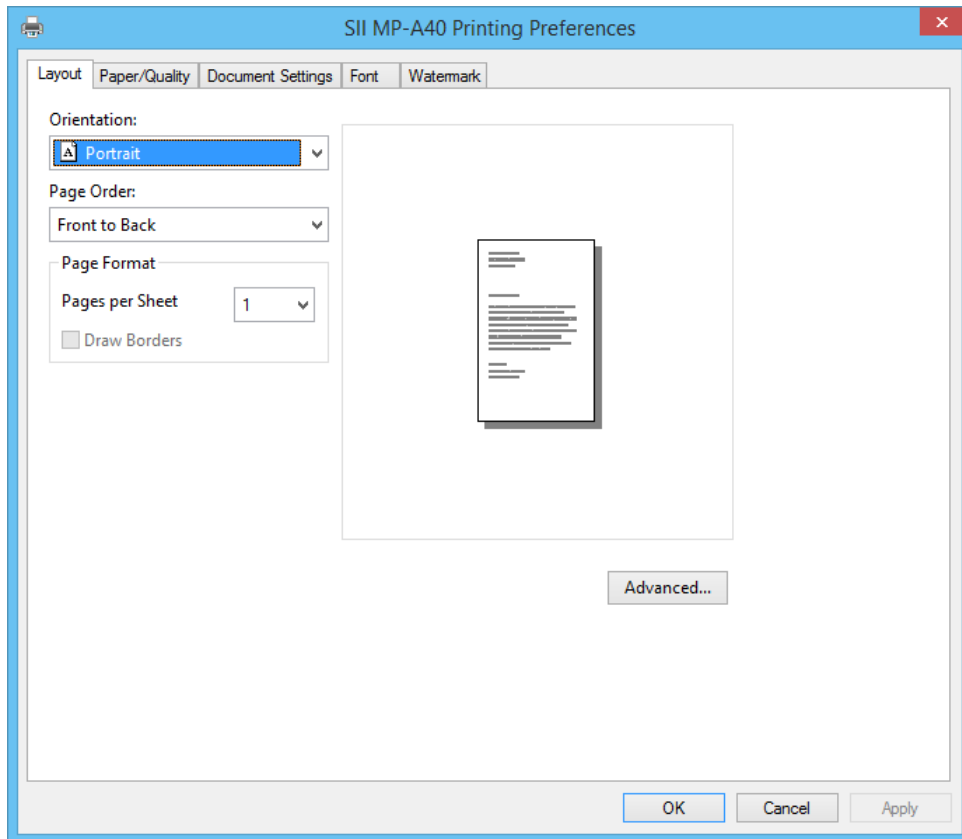 SII MP-A40 Printing Preferences
Layout Paper/Quality Document Settings Font Watermark
Orientation:
A Portrait
Page Order:
Front to Back
Page Format
Pages per Sheet 1
Draw Borders
Advanced...
OK Cancel Apply